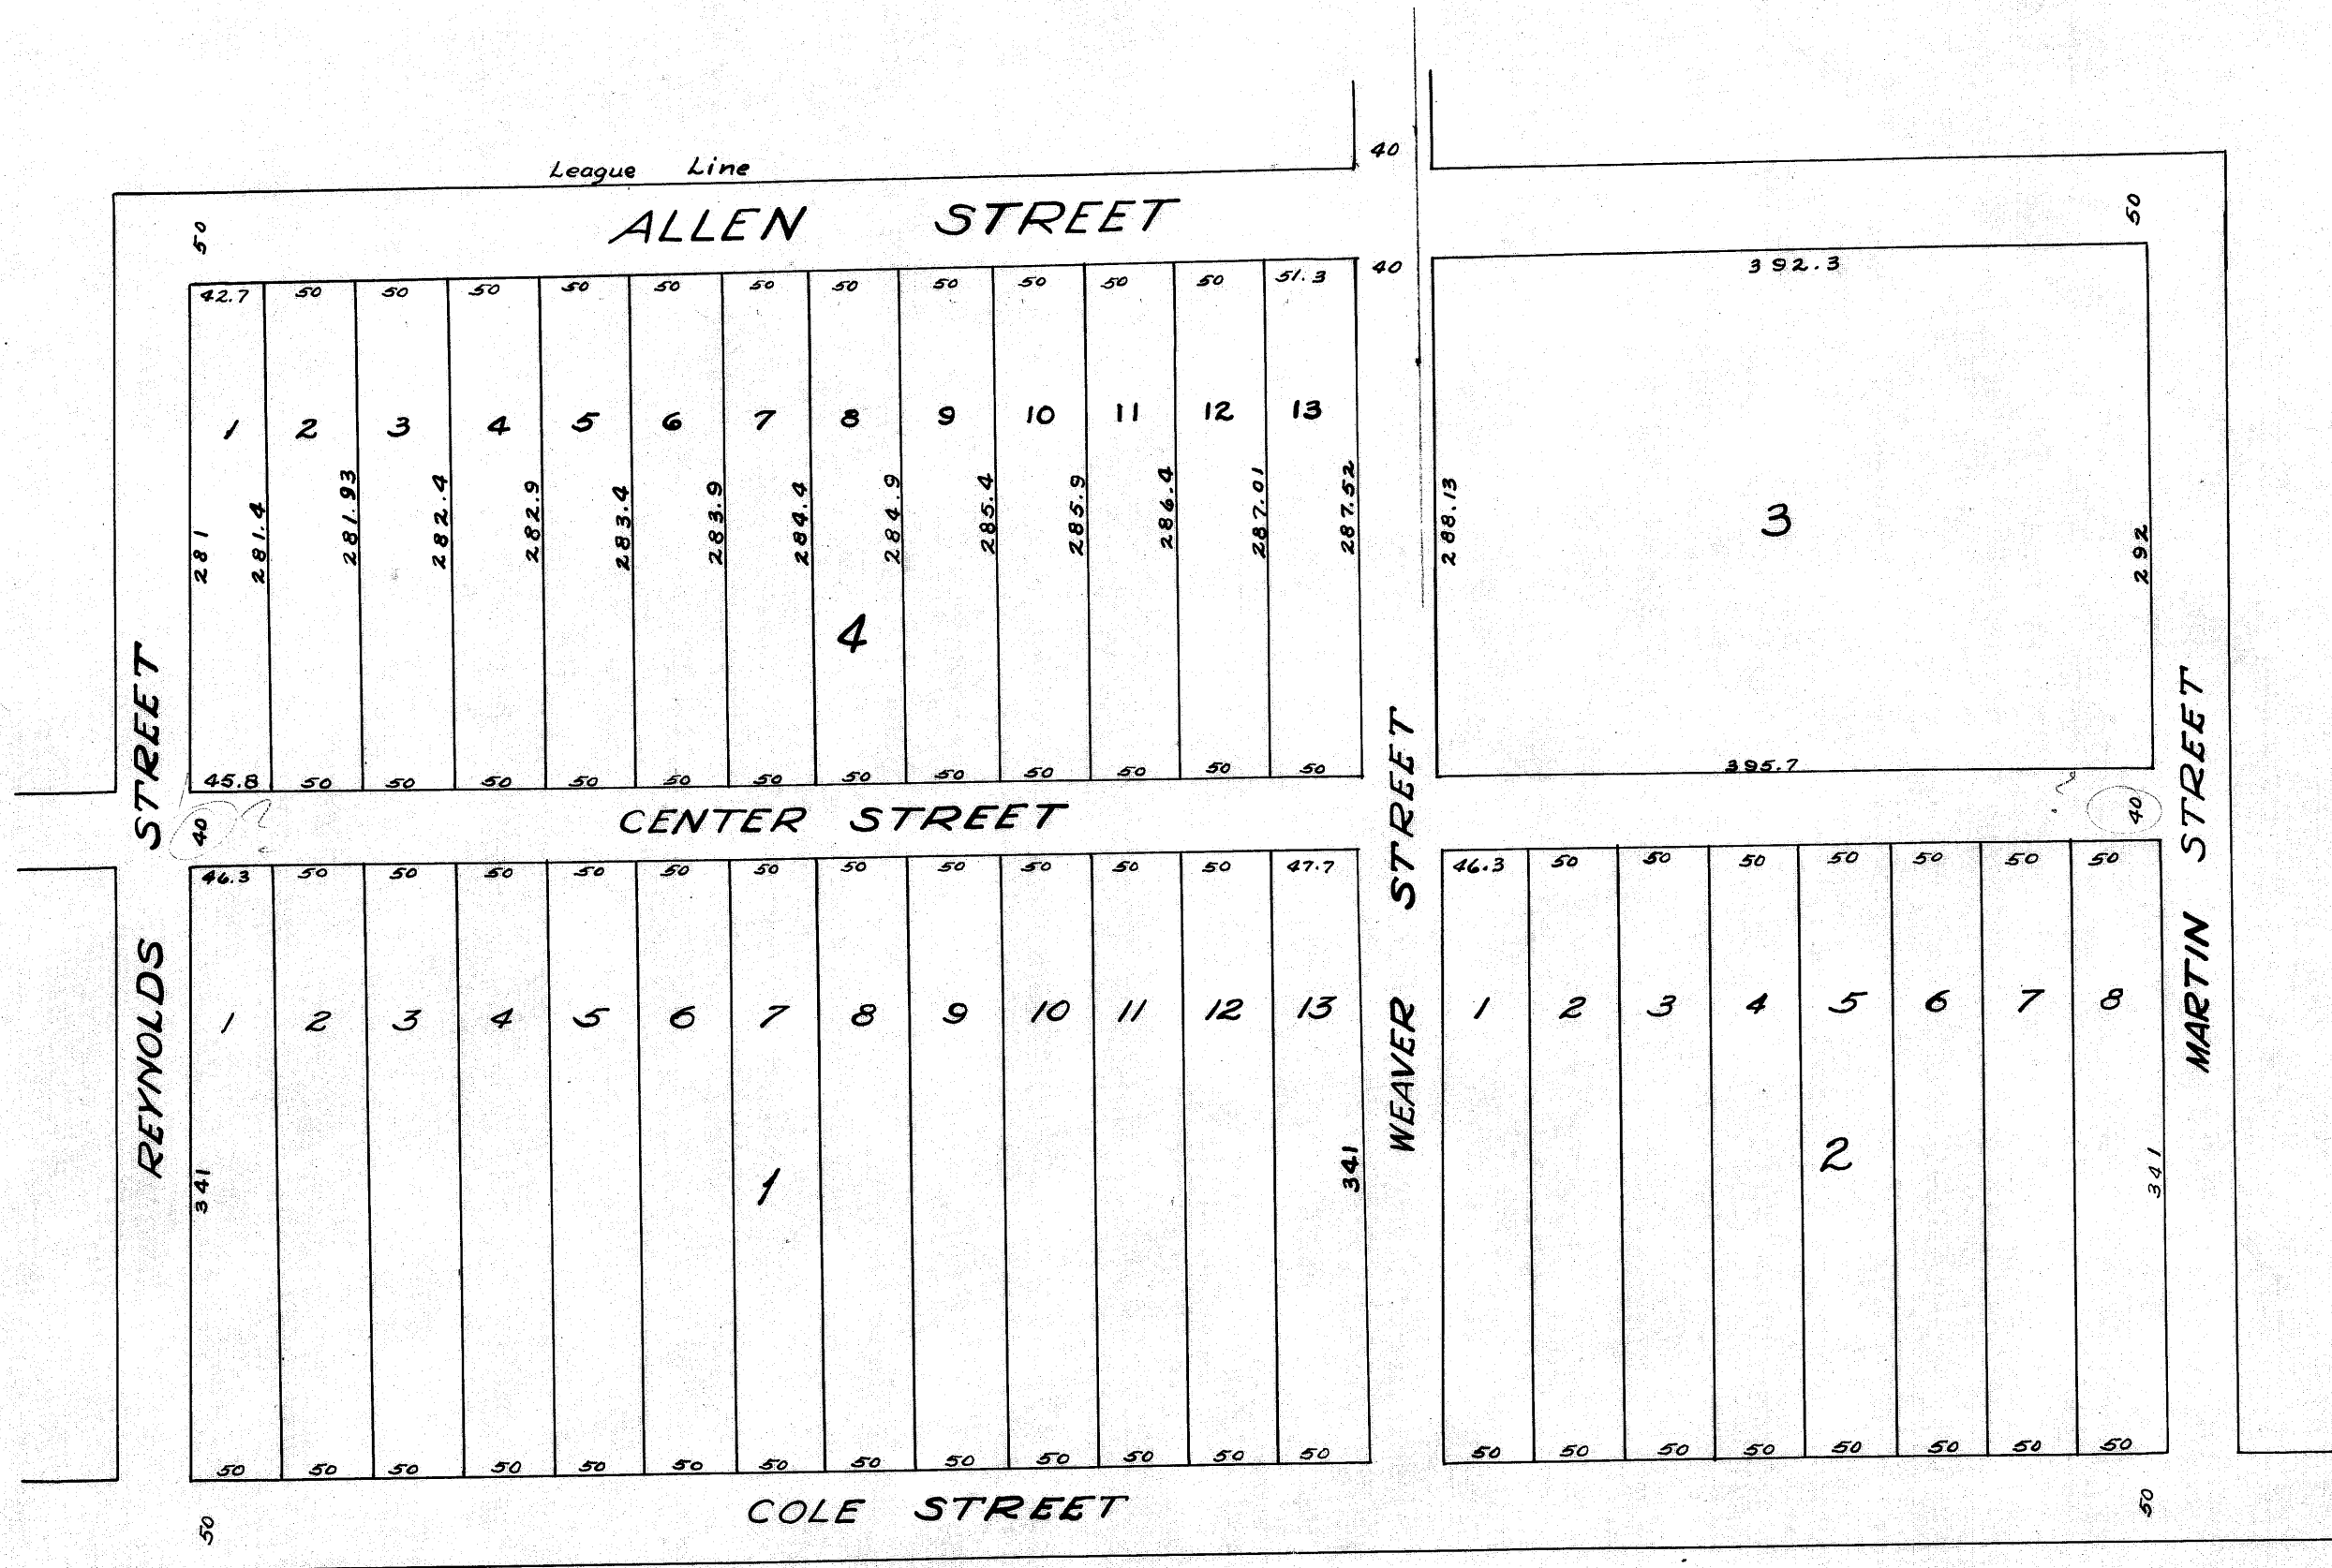 40
League Line
50 ALLEN STREET 50
40
42.7 50 50 50 50 50 50 50 50 50 50 50 51.3
392.3
1 2 3 4 5 6 7 8 9 10 11 12 13
281 281.4 281.93 282.4 282.9 283.4 283.9 284.4 284.9 285.4 285.9 286.4 287.01 287.52
288.13 3 292
4
45.8 50 50 50 50 50 50 50 50 50 50 50 50
395.7
40 ? CENTER STREET ? 40
46.3 50 50 50 50 50 50 50 50 50 50 50 47.7
46.3 50 50 50 50 50 50 50
REYNOLDS STREET
WEAVER STREET
MARTIN STREET
1 2 3 4 5 6 7 8 9 10 11 12 13
1 2 3 4 5 6 7 8
341 1 341
2 341
50 50 50 50 50 50 50 50 50 50 50 50 50
50 50 50 50 50 50 50 50
50 COLE STREET 50